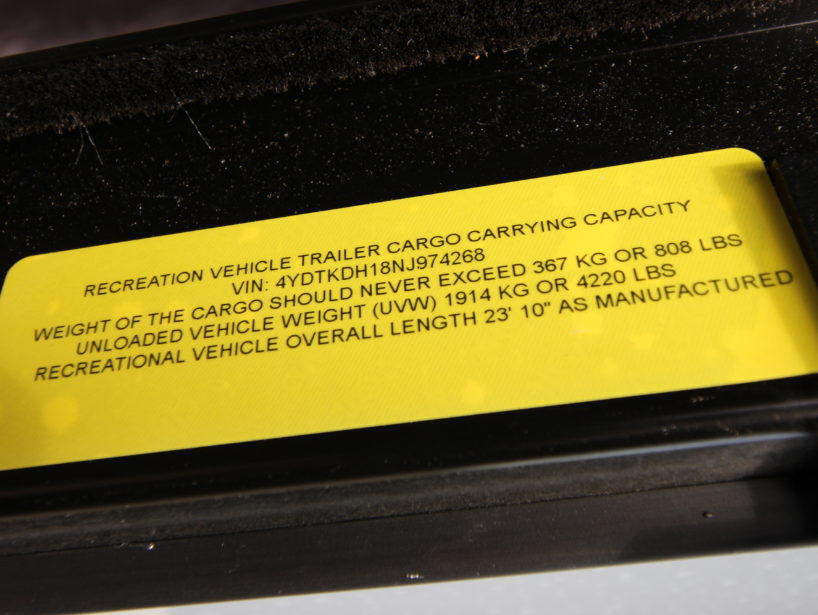 RECREATION VEHICLE TRAILER CARGO CARRYING CAPACITY
VIN: 4YDTKDH18NJ974268
WEIGHT OF THE CARGO SHOULD NEVER EXCEED 367 KG OR 808 LBS
UNLOADED VEHICLE WEIGHT (UVW) 1914 KG OR 4220 LBS
RECREATIONAL VEHICLE OVERALL LENGTH 23' 10" AS MANUFACTURED